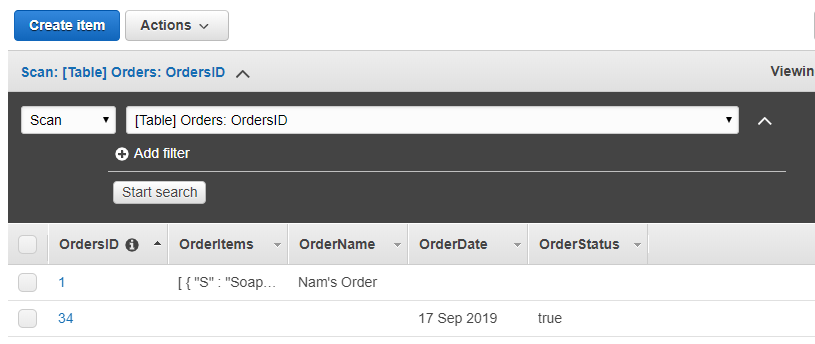 Create item Actions
Scan: [Table] Orders: OrdersID Viewin
Scan [Table] Orders: OrdersID
Add filter
Start search
OrdersID OrderItems OrderName OrderDate OrderStatus
1 [ { "S" : "Soap... Nam's Order
34 17 Sep 2019 true